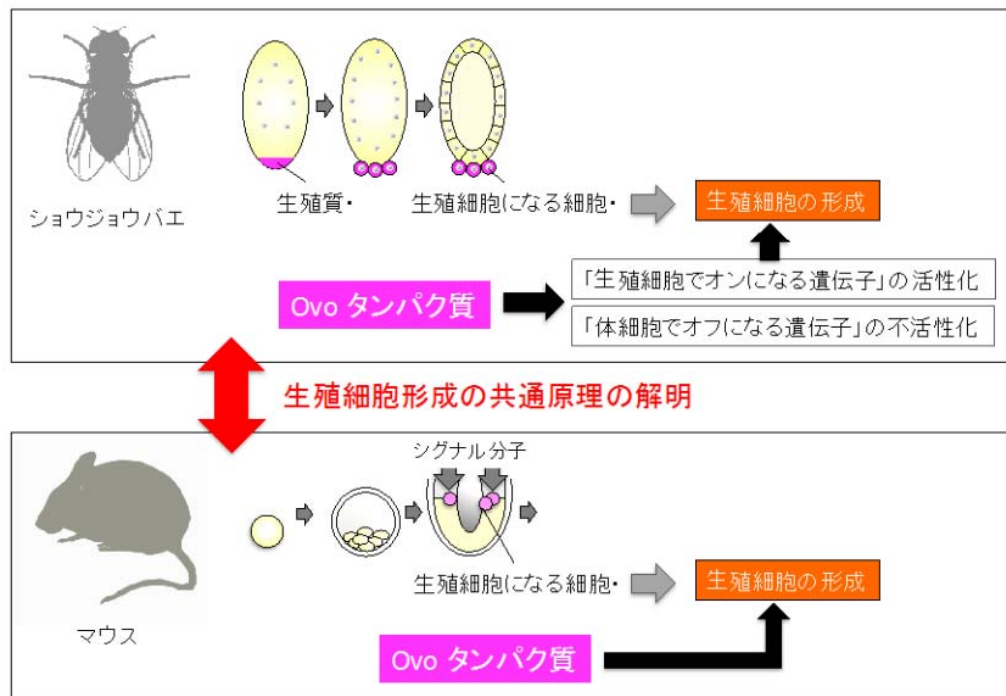 生殖質・
生殖細胞になる細胞・
生殖細胞の形成
ショウジョウバエ
「生殖細胞でオンになる遺伝子」の活性化
Ovo タンパク質
「体細胞でオフになる遺伝子」の不活性化
生殖細胞形成の共通原理の解明
シグナル分子
生殖細胞になる細胞・
生殖細胞の形成
マウス
Ovo タンパク質